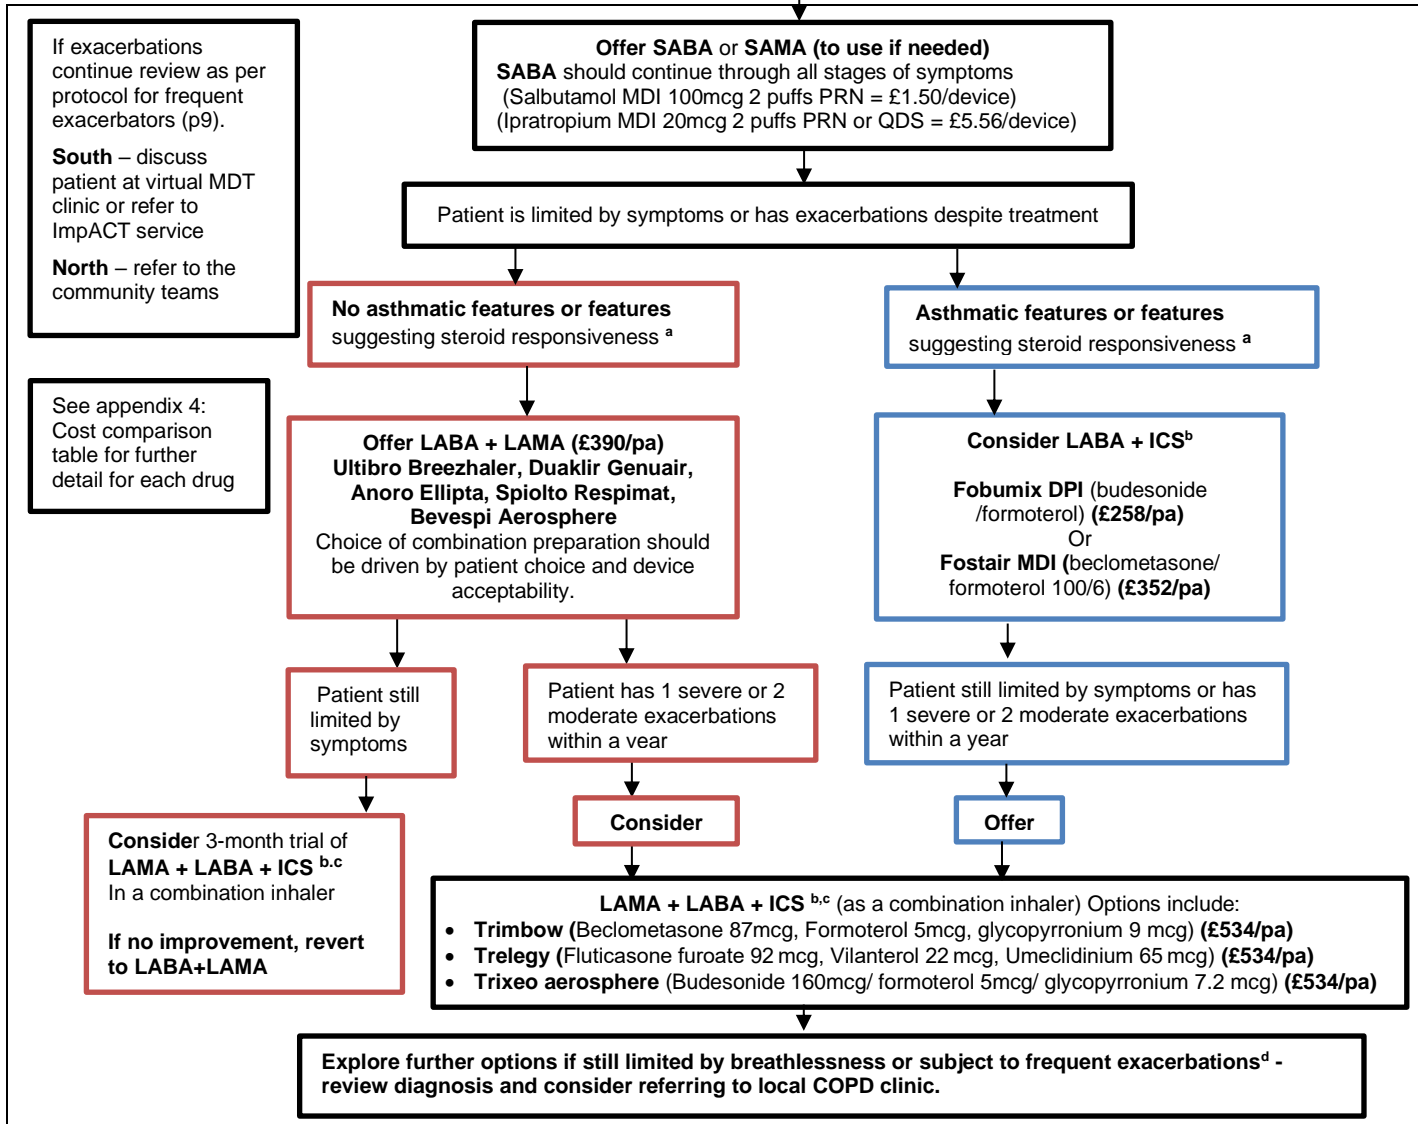 If exacerbations
continue review as per
protocol for frequent
exacerbators (p9).
South – discuss
patient at virtual MDT
clinic or refer to
ImpACT service
North – refer to the
community teams
See appendix 4:
Cost comparison
table for further
detail for each drug
Offer SABA or SAMA (to use if needed)
SABA should continue through all stages of symptoms
(Salbutamol MDI 100mcg 2 puffs PRN = £1.50/device)
(Ipratropium MDI 20mcg 2 puffs PRN or QDS = £5.56/device)
Patient is limited by symptoms or has exacerbations despite treatment
No asthmatic features or features
suggesting steroid responsiveness a
Asthmatic features or features
suggesting steroid responsiveness a
Offer LABA + LAMA (£390/pa)
Ultibro Breezhaler, Duaklir Genuair,
Anoro Ellipta, Spiolto Respimat,
Bevespi Aerosphere
Choice of combination preparation should
be driven by patient choice and device
acceptability.
Consider LABA + ICS b
Fobumix DPI (budesonide
/formoterol) (£258/pa)
Or
Fostair MDI (beclometasone/
formoterol 100/6) (£352/pa)
Patient still
limited by
symptoms
Patient has 1 severe or 2
moderate exacerbations
within a year
Patient still limited by symptoms or has
1 severe or 2 moderate exacerbations
within a year
Consider 3-month trial of
LAMA + LABA + ICS b.c
In a combination inhaler
If no improvement, revert
to LABA+LAMA
Consider
Offer
LAMA + LABA + ICS b,c (as a combination inhaler) Options include:
• Trimbow (Beclometasone 87mcg, Formoterol 5mcg, glycopyrronium 9 mcg) (£534/pa)
• Trelegy (Fluticasone furoate 92 mcg, Vilanterol 22 mcg, Umeclidinium 65 mcg) (£534/pa)
• Trixeo aerosphere (Budesonide 160mcg/ formoterol 5mcg/ glycopyrronium 7.2 mcg) (£534/pa)
Explore further options if still limited by breathlessness or subject to frequent exacerbations d -
review diagnosis and consider referring to local COPD clinic.